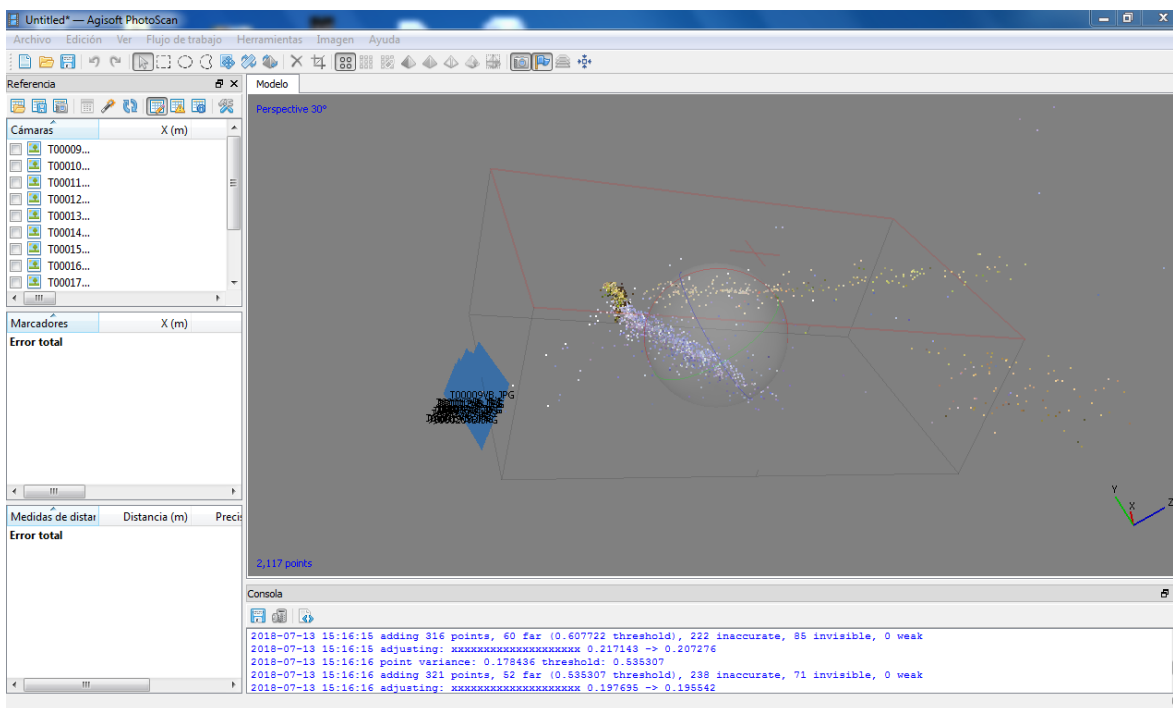 Untitled* — Agisoft PhotoScan
Archivo Edición Ver Flujo de trabajo Herramientas Imagen Ayuda
Referencia
Modelo
Perspective 30°
Cámaras X (m)
T00009...
T00010...
T00011...
T00012...
T00013...
T00014...
T00015...
T00016...
T00017...
Marcadores X (m)
Error total
T00009VB.JPG
Medidas de distar Distancia (m) Precis
Error total
Y
X
Z
2,117 points
Consola
2018-07-13 15:16:15 adding 316 points, 60 far (0.607722 threshold), 222 inaccurate, 85 invisible, 0 weak
2018-07-13 15:16:15 adjusting: xxxxxxxxxxxxxxxxxxxxx 0.217143 -> 0.207276
2018-07-13 15:16:16 point variance: 0.178436 threshold: 0.535307
2018-07-13 15:16:16 adding 321 points, 52 far (0.535307 threshold), 238 inaccurate, 71 invisible, 0 weak
2018-07-13 15:16:16 adjusting: xxxxxxxxxxxxxxxxxxxxx 0.197695 -> 0.195542